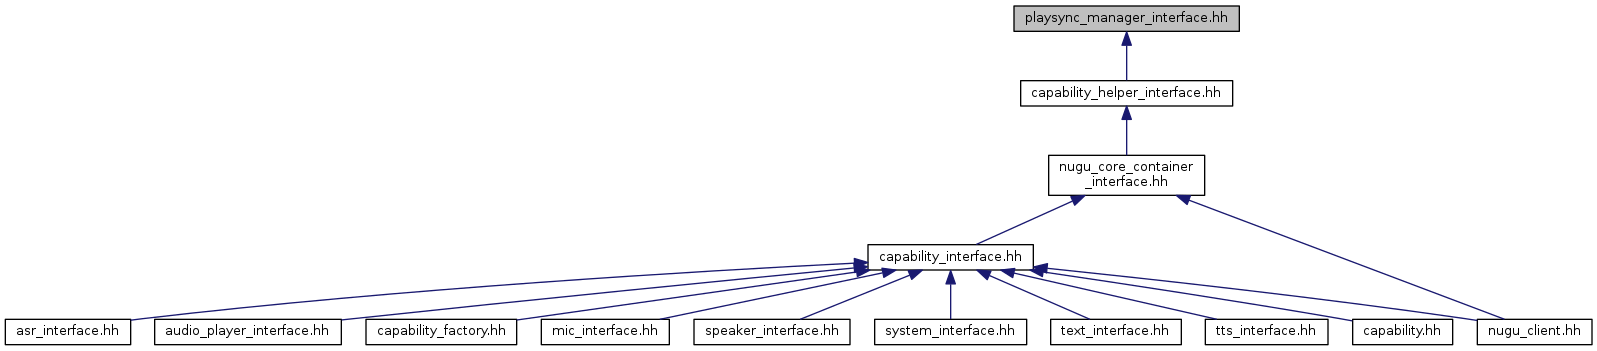 playsync_manager_interface.hh
capability_helper_interface.hh
nugu_core_container
_interface.hh
capability_interface.hh
asr_interface.hh
audio_player_interface.hh
capability_factory.hh
mic_interface.hh
speaker_interface.hh
system_interface.hh
text_interface.hh
tts_interface.hh
capability.hh
nugu_client.hh